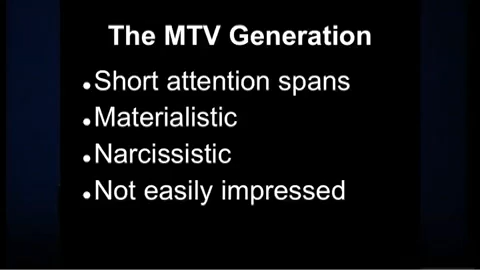 The MTV Generation
•Short attention spans
•Materialistic
•Narcissistic
•Not easily impressed